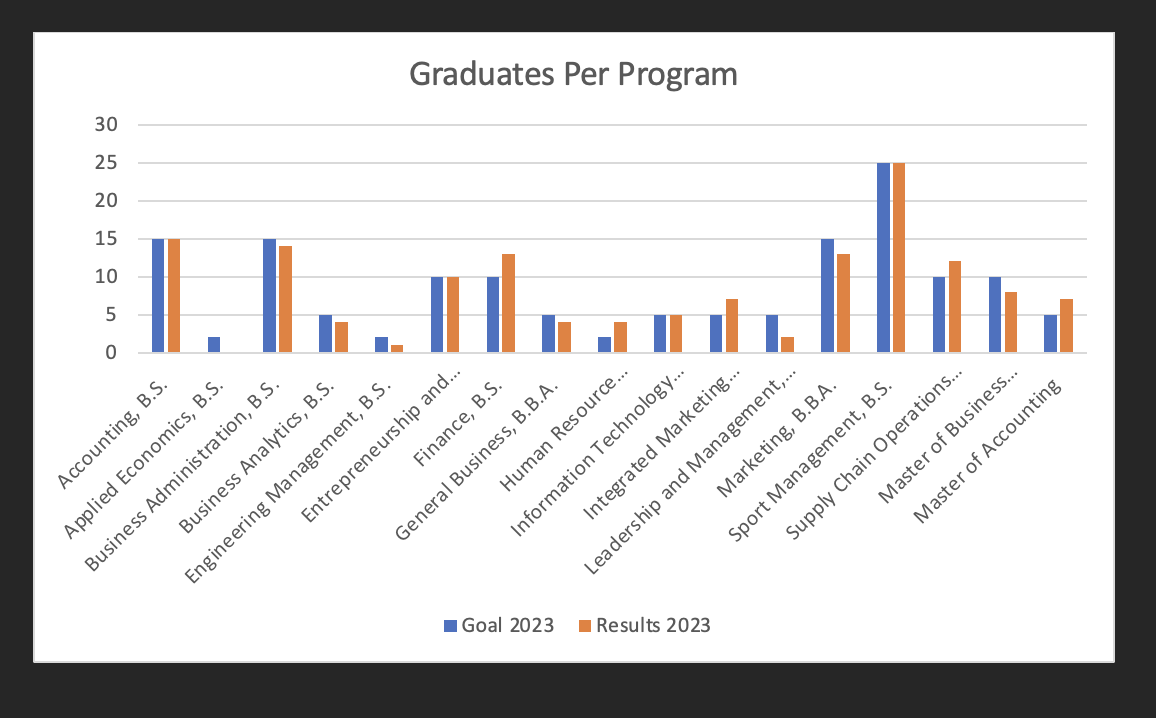 Graduates Per Program
30
25
20
15
10
5
0
Accounting, B.S.
Applied Economics, B.S.
Business Administration, B.S
Business Analytics, B.S.
Engineering Management, B.S.
Entrepreneurship and...
Finance, B.S.
General Business, B.B.A.
Human Resource...
Information Technology...
Integrated Marketing...
Leadership and Management,...
Marketing, B.B.A.
Sport Management, B.S.
Supply Chain Operations...
Master of Business...
Master of Accounting
Goal 2023
Results 2023